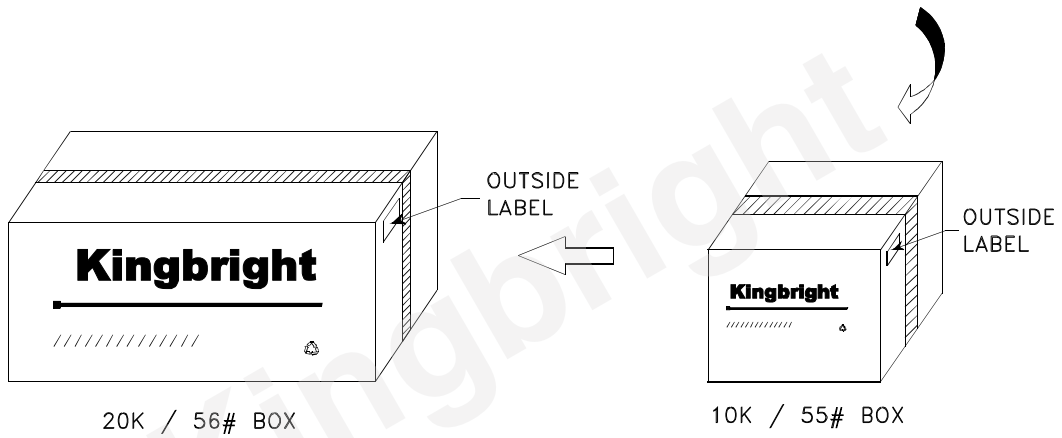 OUTSIDE
LABEL
Kingbright
20K / 56# BOX
OUTSIDE
LABEL
Kingbright
10K / 55# BOX
Kingbright